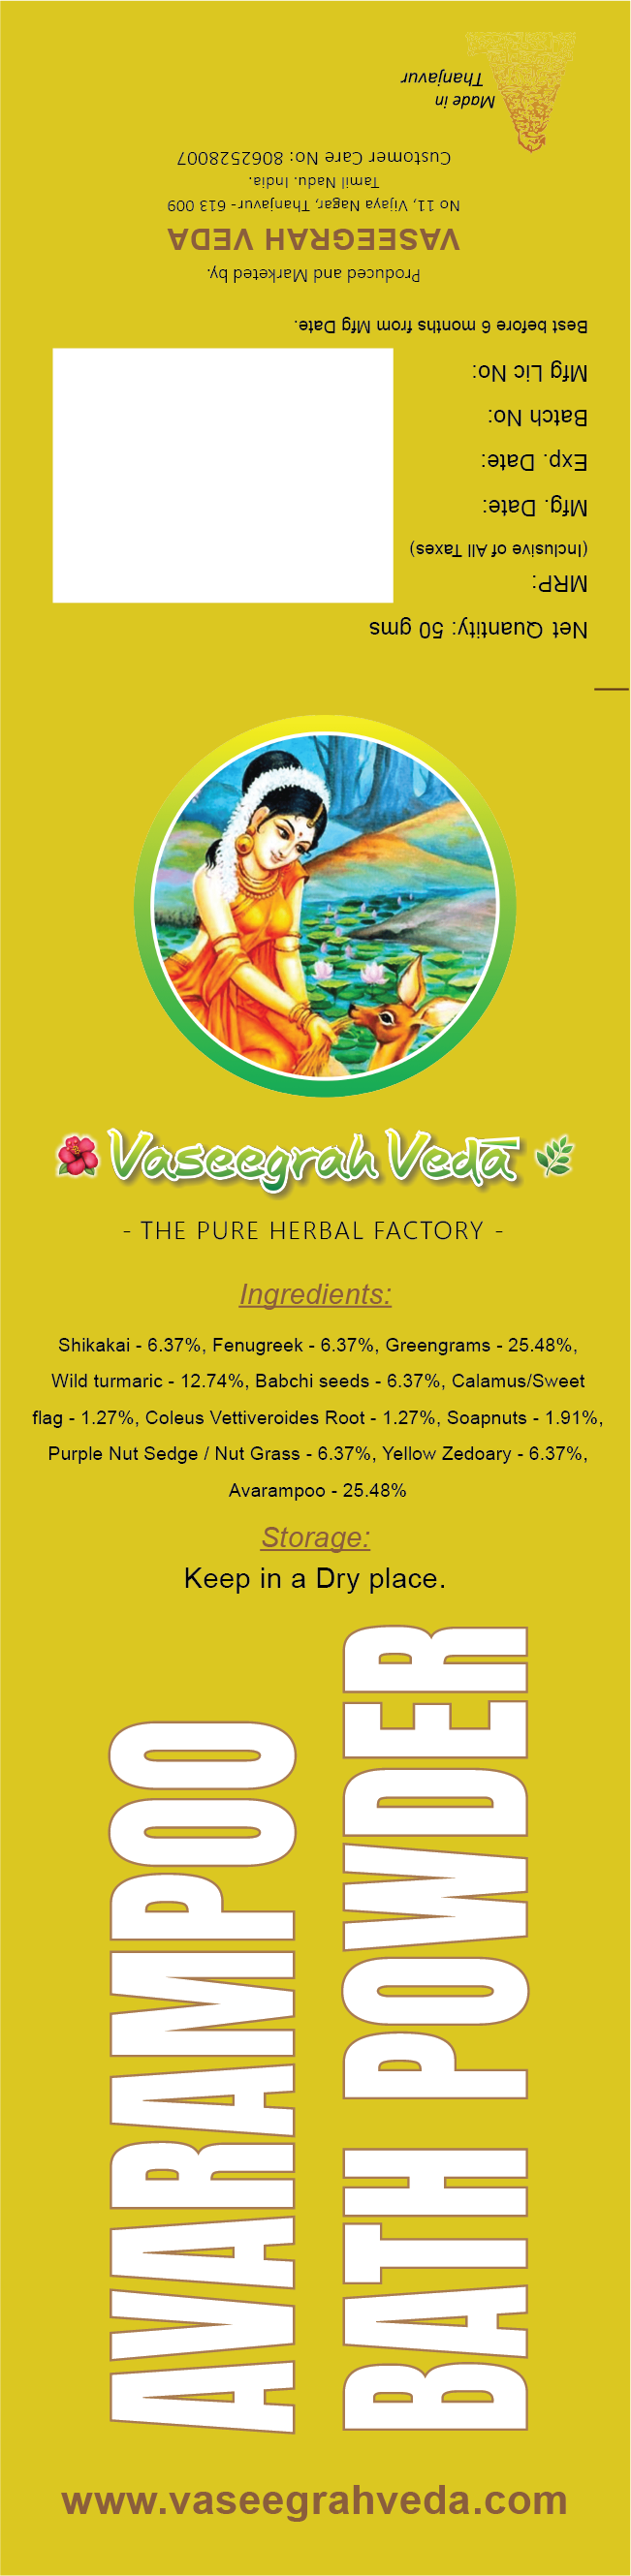 Made in
Thanjavur
Produced and Marketed by.
VASEEGRAH VEDA
No 11, Vijaya Nagar, Thanjavur- 613 009
Tamil Nadu. India.
Customer Care No: 8062528007
Net Quantity: 50 gms
MRP:
(Inclusive of All Taxes)
Mfg. Date:
Exp. Date:
Batch No:
Mfg Lic No:
Best before 6 months from Mfg Date.
Vaseegrah Veda
- THE PURE HERBAL FACTORY -
Ingredients:
Shikakai - 6.37%, Fenugreek - 6.37%, Greengrams - 25.48%,
Wild turmaric - 12.74%, Babchi seeds - 6.37%, Calamus/Sweet
flag - 1.27%, Coleus Vettiveroides Root - 1.27%, Soapnuts - 1.91%,
Purple Nut Sedge / Nut Grass - 6.37%, Yellow Zedoary - 6.37%,
Avarampoo - 25.48%
Storage:
Keep in a Dry place.
AVARAMPOO
BATH POWDER
www.vaseegrahveda.com